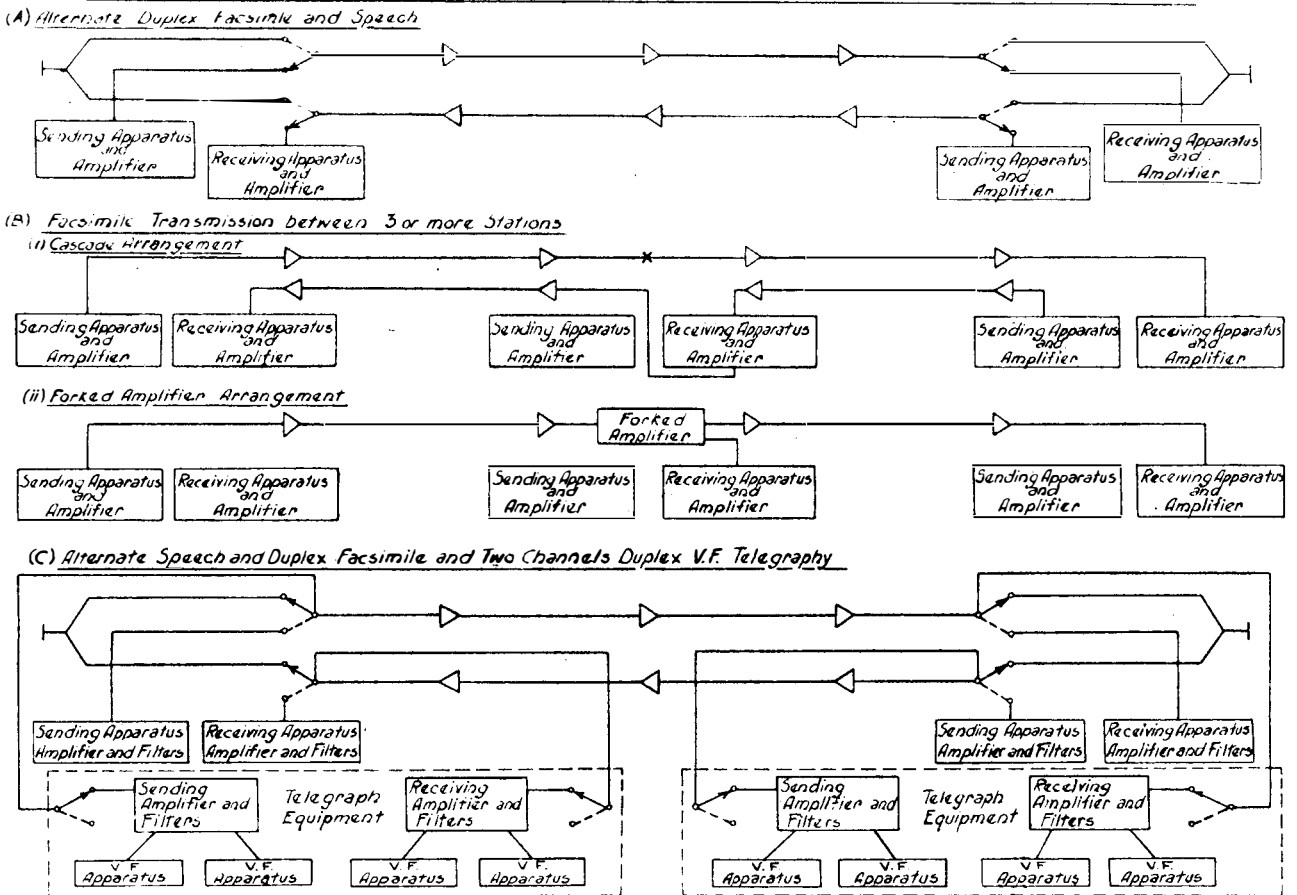 (A) Alternate Duplex Facsimile and Speech
Sending Apparatus
and
Amplifier
Receiving Apparatus
and
Amplifier
Sending Apparatus
and
Amplifier
Receiving Apparatus
and
Amplifier
(B) Facsimile Transmission between 3 or more Stations
(i) Cascade Arrangement
Sending Apparatus
and
Amplifier
Receiving Apparatus
and
Amplifier
Sending Apparatus
and
Amplifier
Receiving Apparatus
and
Amplifier
Sending Apparatus
and
Amplifier
Receiving Apparatus
and
Amplifier
(ii) Forked Amplifier Arrangement
Forked
Amplifier
Sending Apparatus
and
Amplifier
Receiving Apparatus
and
Amplifier
Sending Apparatus
and
Amplifier
Receiving Apparatus
and
Amplifier
Sending Apparatus
and
Amplifier
Receiving Apparatus
and
Amplifier
(C) Alternate Speech and Duplex Facsimile and Two Channels Duplex V.F. Telegraphy
Sending Apparatus
Amplifier and Filters
Receiving Apparatus
Amplifier and Filters
Sending Apparatus
Amplifier and Filters
Receiving Apparatus
Amplifier and Filters
Sending
Amplifier and
Filters
Telegraph
Equipment
Receiving
Amplifier and
Filters
Sending
Amplifier and
Filters
Telegraph
Equipment
Receiving
Amplifier and
Filters
V.F.
Apparatus
V.F.
Apparatus
V.F.
Apparatus
V.F.
Apparatus
V.F.
Apparatus
V.F.
Apparatus
V.F
Apparatus
V.F.
Apparatus